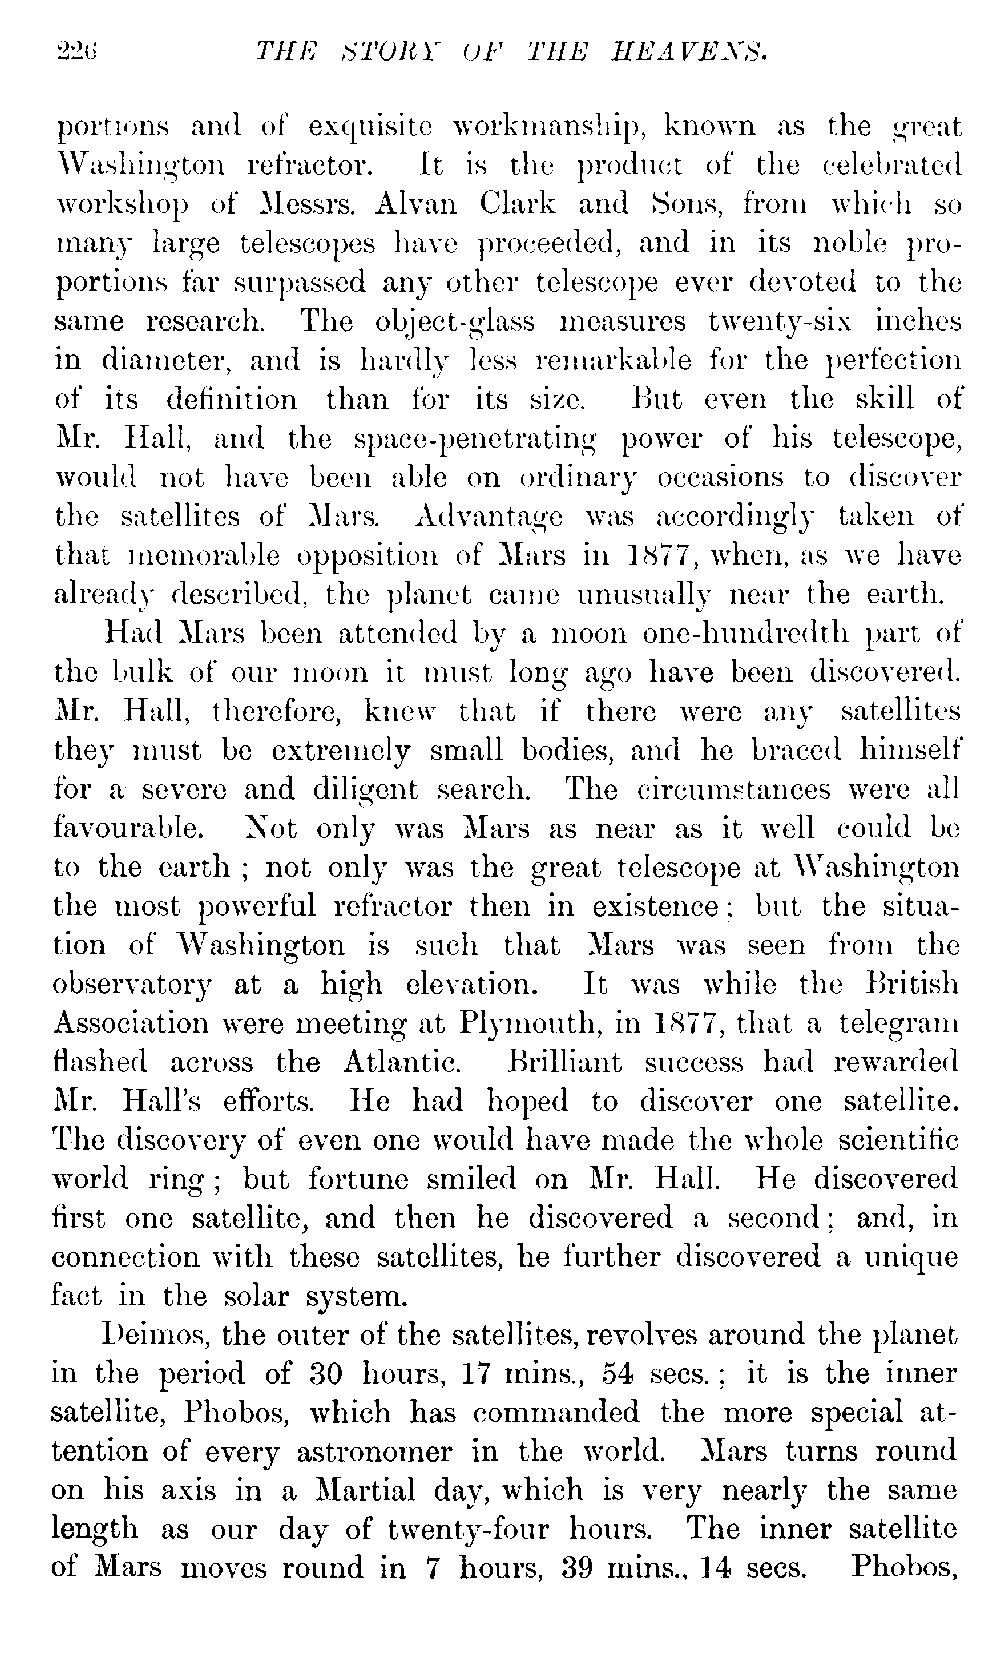 226 THE STORY OF THE HEAVENS.
portions and of exquisite workmanship, known as the great
Washington refractor. It is the product of the celebrated
workshop of Messrs. Alvan Clark and Sons, from which so
many large telescopes have proceeded, and in its noble pro-
portions far surpassed any other telescope ever devoted to the
same research. The object-glass measures twenty-six inches
in diameter, and is hardly less remarkable for the perfection
of its definition than for its size. But even the skill of
Mr. Hall, and the space-penetrating power of his telescope,
would not have been able on ordinary occasions to discover
the satellites of Mars. Advantage was accordingly taken of
that memorable opposition of Mars in 1877, when, as we have
already described, the planet came unusually near the earth.
Had Mars been attended by a moon one-hundredth part of
the bulk of our moon it must long ago have been discovered.
Mr. Hall, therefore, knew that if there were any satellites
they must be extremely small bodies, and he braced himself
for a severe and diligent search. The circumstances were all
favourable. Not only was Mars as near as it well could be
to the earth ; not only was the great telescope at Washington
the most powerful refractor then in existence ; but the situa-
tion of Washington is such that Mars was seen from the
observatory at a high elevation. It was while the British
Association were meeting at Plymouth, in 1877, that a telegram
flashed across the Atlantic. Brilliant success had rewarded
Mr. Hall's efforts. He had hoped to discover one satellite.
The discovery of even one would have made the whole scientific
world ring ; but fortune smiled on Mr. Hall. He discovered
first one satellite, and then he discovered a second ; and, in
connection with these satellites, he further discovered a unique
fact in the solar system.
Deimos, the outer of the satellites, revolves around the planet
in the period of 30 hours, 17 mins., 54 secs. ; it is the inner
satellite, Phobos, which has commanded the more special at-
tention of every astronomer in the world. Mars turns round
on his axis in a Martial day, which is very nearly the same
length as our day of twenty-four hours. The inner satellite
of Mars moves round in 7 hours, 39 mins., 14 secs. Phobos,